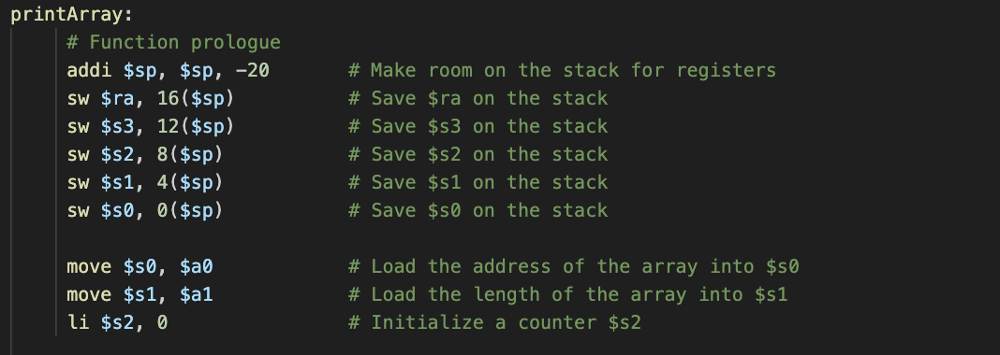 printArray:
# Function prologue
addi $sp, $sp, -20 # Make room on the stack for registers
sw $ra, 16($sp) # Save $ra on the stack
sw $s3, 12($sp) # Save $s3 on the stack
sw $s2, 8($sp) # Save $s2 on the stack
sw $s1, 4($sp) # Save $s1 on the stack
sw $s0, 0($sp) # Save $s0 on the stack
move $s0, $a0 # Load the address of the array into $s0
move $s1, $a1 # Load the length of the array into $s1
li $s2, 0 # Initialize a counter $s2